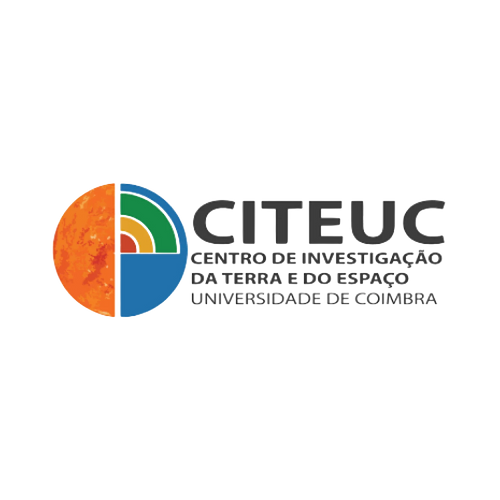 CITEUC
CENTRO DE INVESTIGAÇÃO
DA TERRA E DO ESPAÇO
UNIVERSIDADE DE COIMBRA